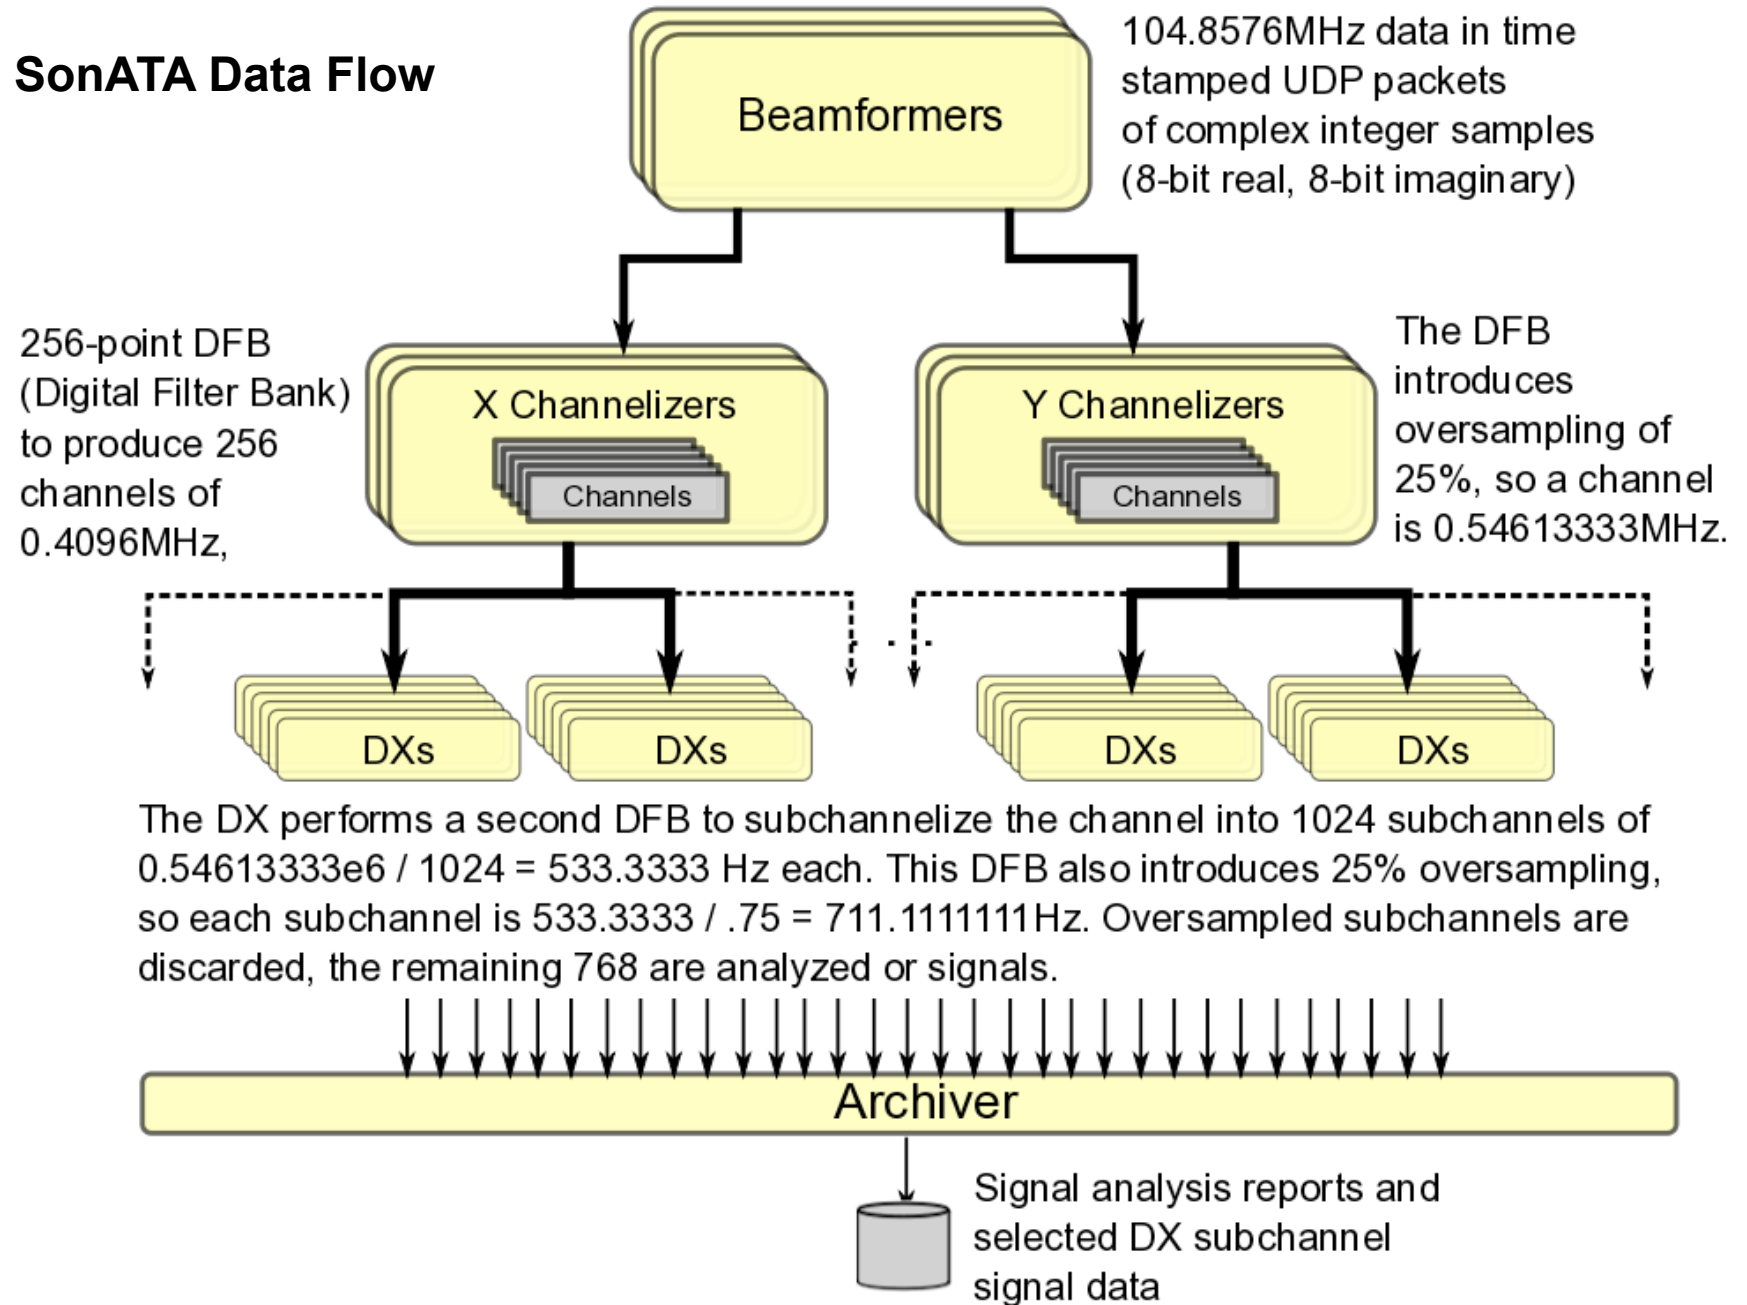 SonATA Data Flow
Beamformers
104.8576MHz data in time
stamped UDP packets
of complex integer samples
(8-bit real, 8-bit imaginary)
256-point DFB
(Digital Filter Bank)
to produce 256
channels of
0.4096MHz,
X Channelizers
Channels
Y Channelizers
Channels
The DFB
introduces
oversampling of
25%, so a channel
is 0.54613333MHz.
. . .
DXs
DXs
DXs
DXs
The DX performs a second DFB to subchannelize the channel into 1024 subchannels of
0.54613333e6 / 1024 = 533.3333 Hz each. This DFB also introduces 25% oversampling,
so each subchannel is 533.3333 / .75 = 711.1111111Hz. Oversampled subchannels are
discarded, the remaining 768 are analyzed or signals.
Archiver
Signal analysis reports and
selected DX subchannel
signal data